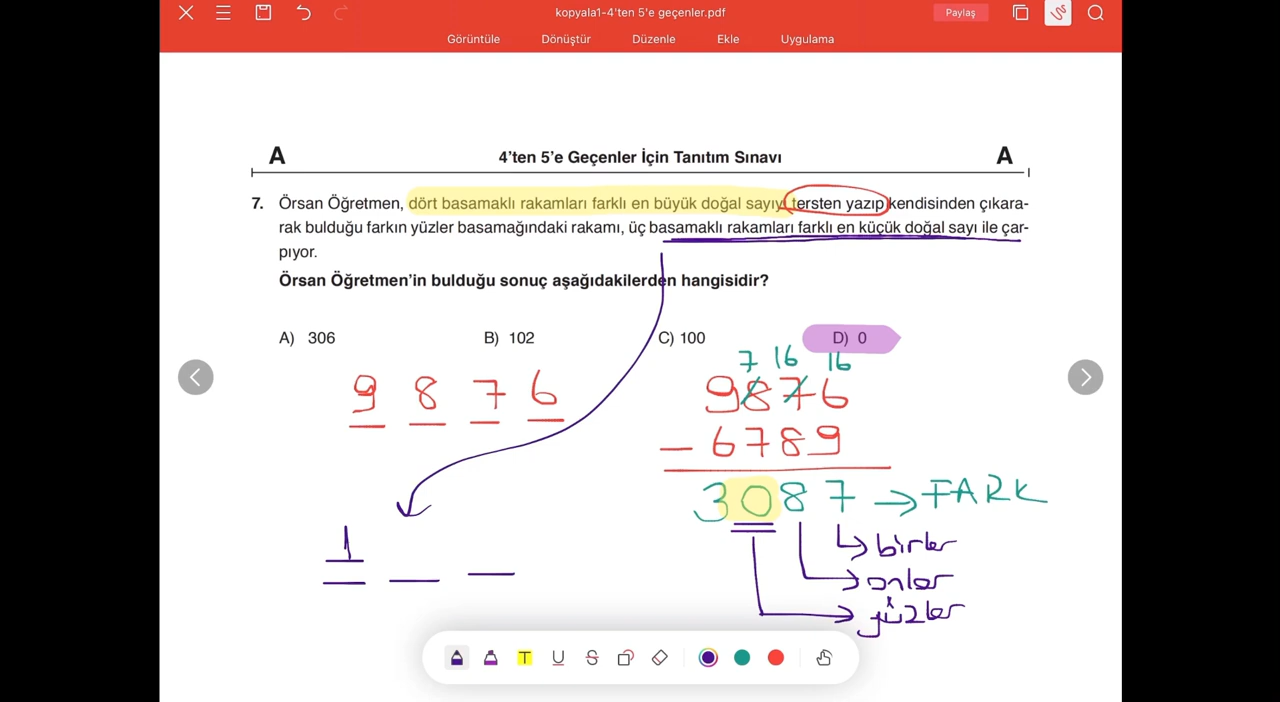 kopyala1-4'ten 5'e geçenler.pdf
Paylaş
Görüntüle Dönüştür Düzenle Ekle Uygulama
A 4'ten 5'e Geçenler İçin Tanıtım Sınavı A
7. Örsan Öğretmen, dört basamaklı rakamları farklı en büyük doğal sayıyı tersten yazıp kendisinden çıkara-
rak bulduğu farkın yüzler basamağındaki rakamı, üç basamaklı rakamları farklı en küçük doğal sayı ile çar-
pıyor.
Örsan Öğretmen'in bulduğu sonuç aşağıdakilerden hangisidir?
A) 306 B) 102 C) 100 D) 0
7 16 16
9 8 7 6 9876
- 6789
3087 → FARK
1
birler
onlar
yüzler
T U S